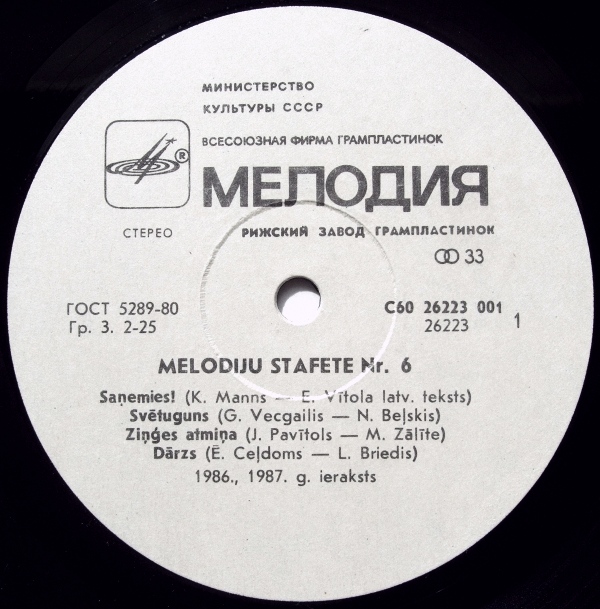 МИНИСТЕРСТВО
КУЛЬТУРЫ СССР
ВСЕСОЮЗНАЯ ФИРМА ГРАМПЛАСТИНОК
®
МЕЛОДИЯ
СТЕРЕО
РИЖСКИЙ ЗАВОД ГРАМПЛАСТИНОК
33
ГОСТ 5289-80
С60 26223 001
Гр. 3. 2-25
26223
1
MELODIJU STAFETE Nr. 6
Saņemies! (K. Manns — E. Vītola latv. teksts)
Svētuguns (G. Vecgailis — N. Beļskis)
Ziņģes atmiņa (J. Pavītols — M. Zālīte)
Dārzs (Ē. Ceļdoms — L. Briedis)
1986., 1987. g. ieraksts